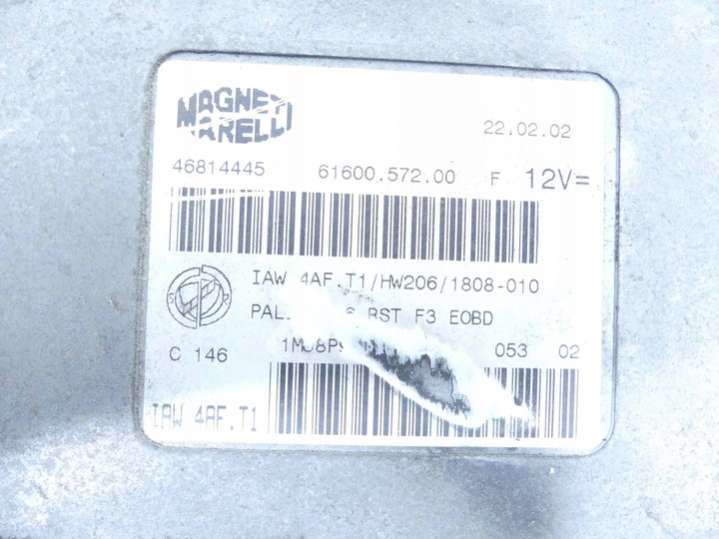 MAGNETI
MARELLI
22.02.02
46814445 61600.572.00 F 12V=
IAW 4AF.T1/HW206/1808-010
RST F3 EOBD
C 146 053 02
IAW 4AF.T1